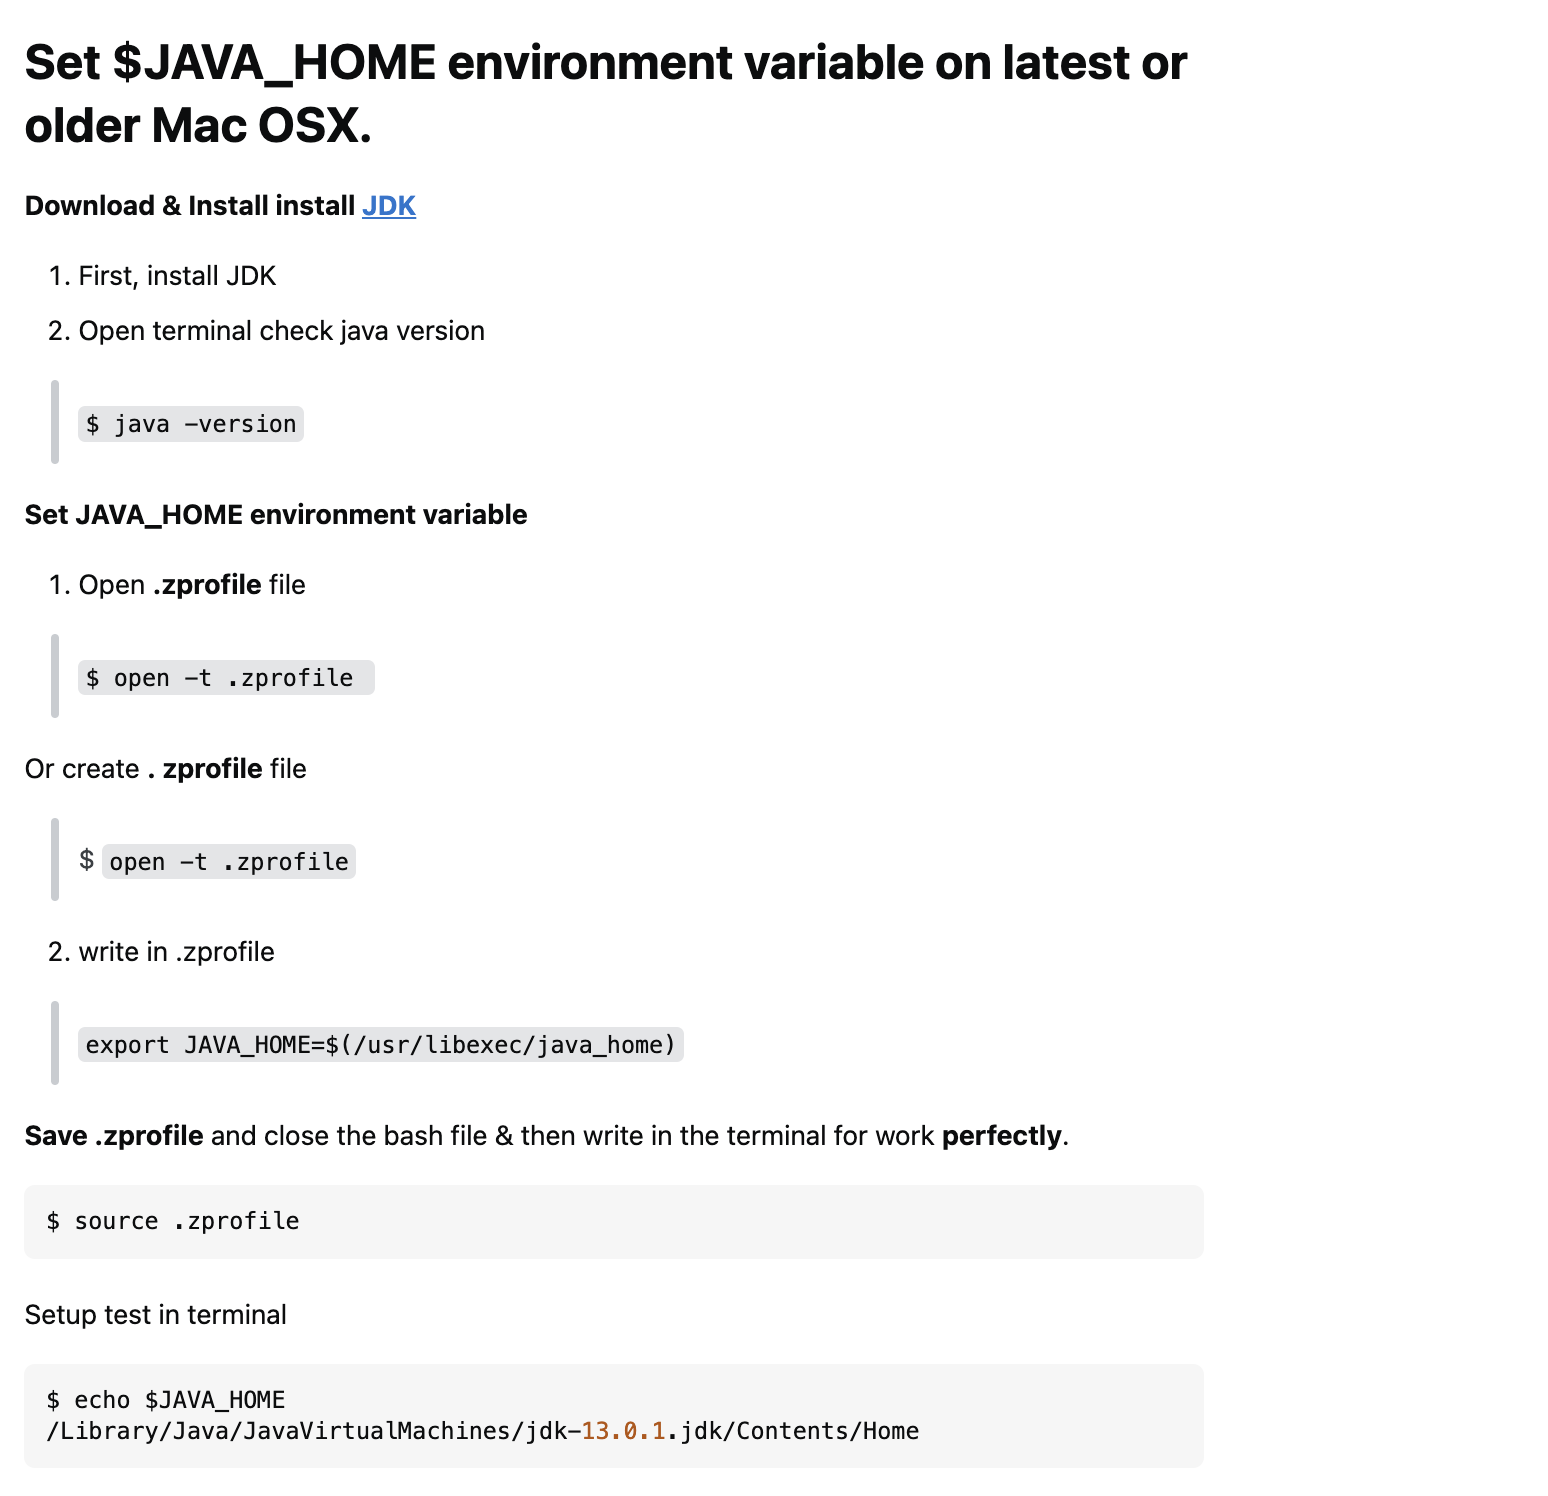 Set $JAVA_HOME environment variable on latest or
older Mac OSX.
Download & Install install JDK
1. First, install JDK
2. Open terminal check java version
$ java -version
Set JAVA_HOME environment variable
1. Open .zprofile file
$ open -t .zprofile
Or create . zprofile file
$ open -t .zprofile
2. write in .zprofile
export JAVA_HOME=$(/usr/libexec/java_home)
Save .zprofile and close the bash file & then write in the terminal for work perfectly.
$ source .zprofile
Setup test in terminal
$ echo $JAVA_HOME
/Library/Java/JavaVirtualMachines/jdk-13.0.1.jdk/Contents/Home